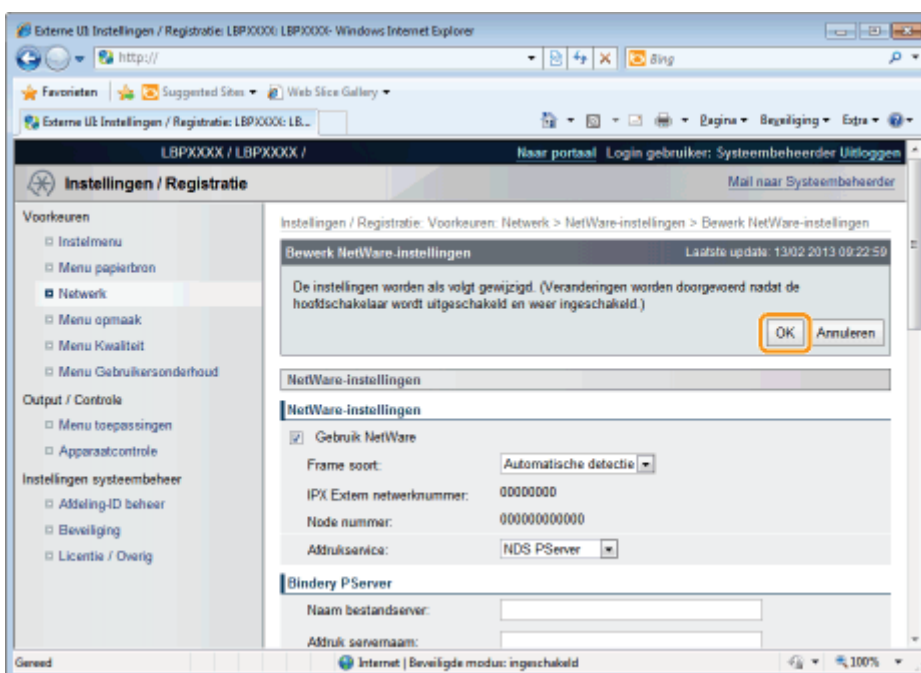 Externe UI: Instellingen / Registratie: LBPXXXX: LBPXXXX- Windows Internet Explorer
http://
Bing
Favorieten
Suggested Sites
Web Slice Gallery
Externe UI: Instellingen / Registratie: LBPXXXX: LB...
Pagina
Beveiliging
Extra
LBPXXXX / LBPXXXX /
Naar portaal Login gebruiker: Systeembeheerder Uitloggen
Instellingen / Registratie
Mail naar Systeembeheerder
Voorkeuren
Instelmenu
Menu papierbron
Netwerk
Menu opmaak
Menu Kwaliteit
Menu Gebruikersonderhoud
Output / Controle
Menu toepassingen
Apparaatcontrole
Instellingen systeembeheer
Afdeling-ID beheer
Beveiliging
Licentie / Overig
Instellingen / Registratie: Voorkeuren: Netwerk > NetWare-instellingen > Bewerk NetWare-instellingen
Bewerk NetWare-instellingen
Laatste update: 13/02 2013 09:22:59
De instellingen worden als volgt gewijzigd. (Veranderingen worden doorgevoerd nadat de
hoofdschakelaar wordt uitgeschakeld en weer ingeschakeld.)
OK
Annuleren
NetWare-instellingen
NetWare-instellingen
Gebruik NetWare
Frame soort:
Automatische detectie
IPX Extern netwerknummer:
00000000
Node nummer:
000000000000
Afdrukservice:
NDS PServer
Bindery PServer
Naam bestandserver:
Afdruk servernaam:
Gereed
Internet | Beveiligde modus: ingeschakeld
100%